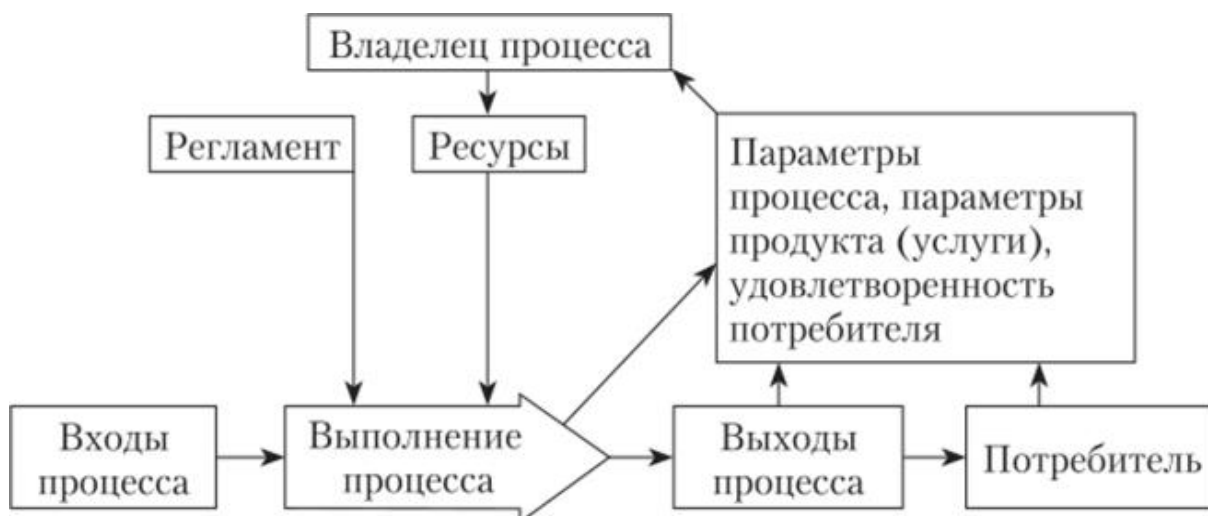 Владелец процесса
Регламент
Ресурсы
Параметры
процесса, параметры
продукта (услуги),
удовлетворенность
потребителя
Входы
процесса
Выполнение
процесса
Выходы
процесса
Потребитель